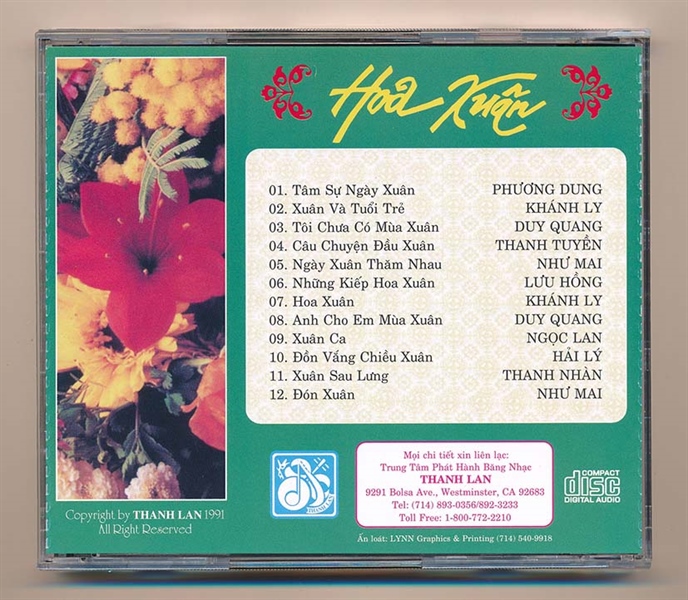 Hoa Xuân
01. Tâm Sự Ngày Xuân PHƯƠNG DUNG
02. Xuân Và Tuổi Trẻ KHÁNH LY
03. Tôi Chưa Có Mùa Xuân DUY QUANG
04. Câu Chuyện Đầu Xuân THANH TUYỀN
05. Ngày Xuân Thăm Nhau NHƯ MAI
06. Những Kiếp Hoa Xuân LƯU HỒNG
07. Hoa Xuân KHÁNH LY
08. Anh Cho Em Mùa Xuân DUY QUANG
09. Xuân Ca NGỌC LAN
10. Đồn Vắng Chiều Xuân HẢI LÝ
11. Xuân Sau Lưng THANH NHÀN
12. Đón Xuân NHƯ MAI
Mọi chi tiết xin liên lạc:
Trung Tâm Phát Hành Băng Nhạc
THANH LAN
9291 Bolsa Ave., Westminster, CA 92683
Tel: (714) 893-0356/892-3233
Toll Free: 1-800-772-2210
Ấn loát: LYNN Graphics & Printing (714) 540-9918
THANH LAN
COMPACT
disc
DIGITAL AUDIO
Copyright by THANH LAN 1991
All Right Reserved